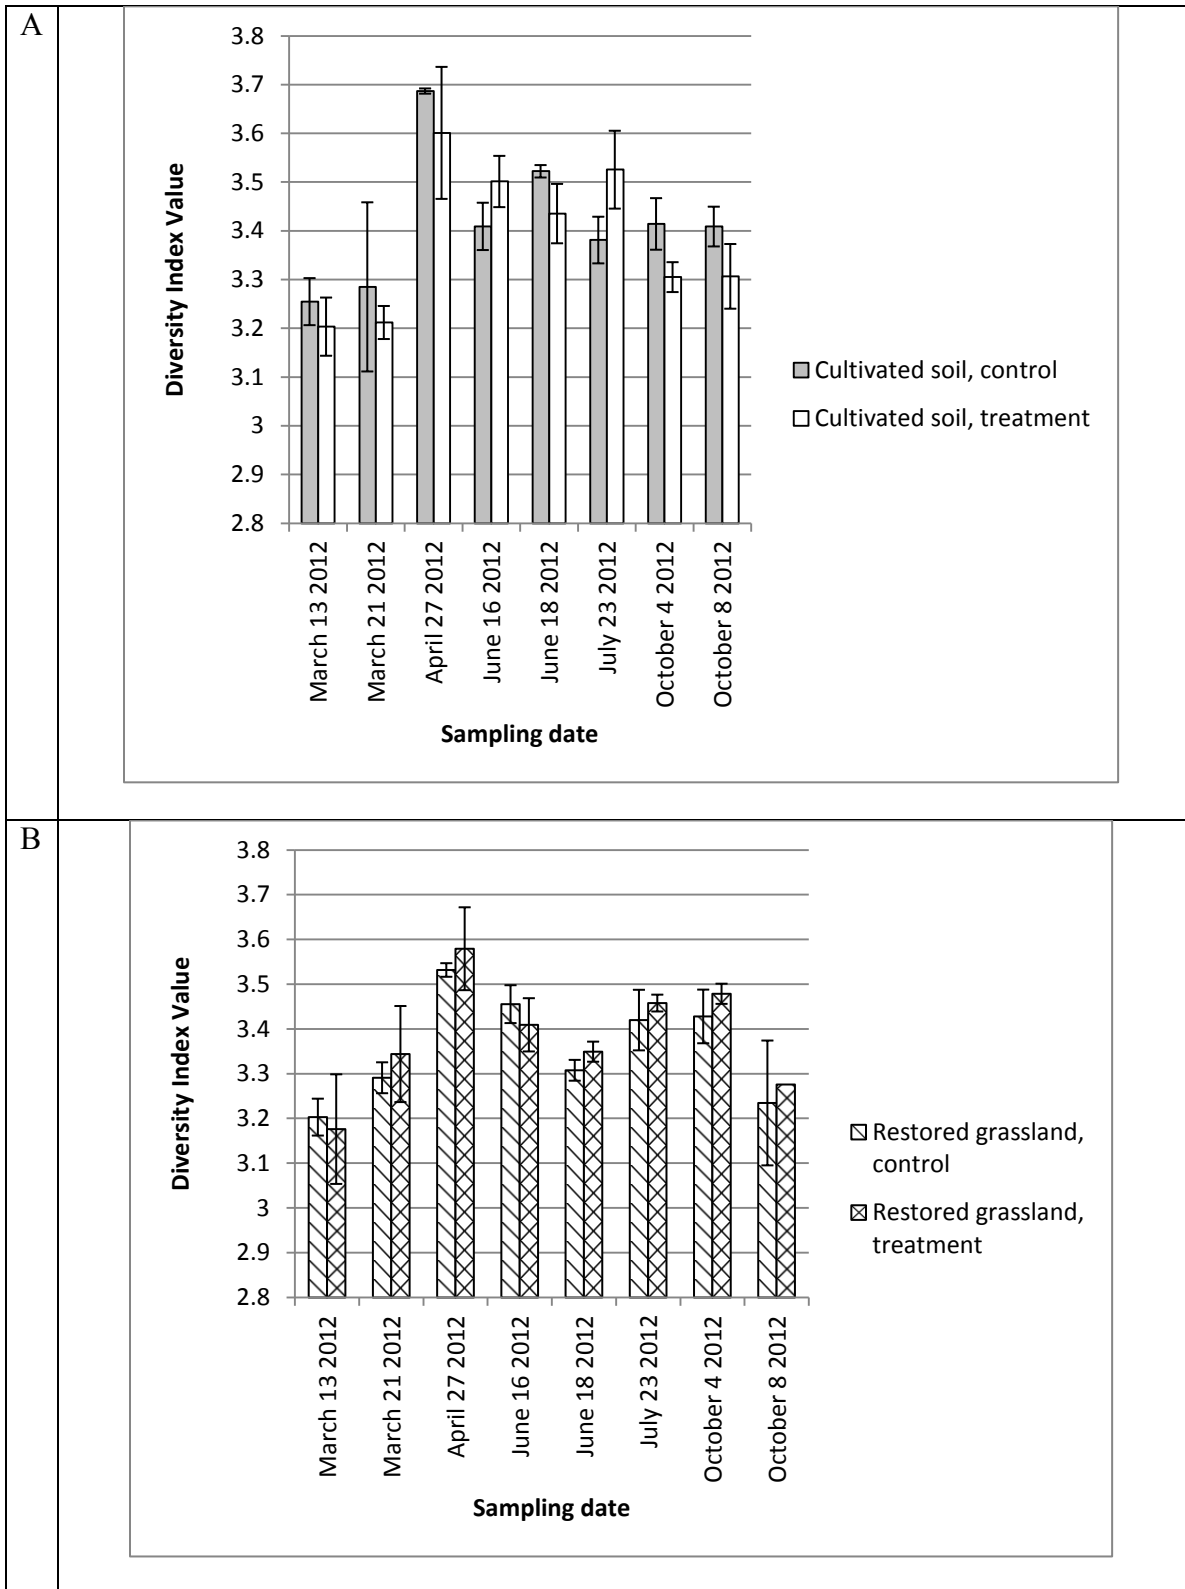 A
3.8
3.7
3.6
3.5
3.4
3.3
3.2
3.1
3
2.9
2.8
Diversity Index Value
March 13 2012
March 21 2012
April 27 2012
June 16 2012
June 18 2012
July 23 2012
October 4 2012
October 8 2012
Sampling date
Cultivated soil, control
Cultivated soil, treatment
B
3.8
3.7
3.6
3.5
3.4
3.3
3.2
3.1
3
2.9
2.8
Diversity Index Value
March 13 2012
March 21 2012
April 27 2012
June 16 2012
June 18 2012
July 23 2012
October 4 2012
October 8 2012
Sampling date
Restored grassland,
control
Restored grassland,
treatment